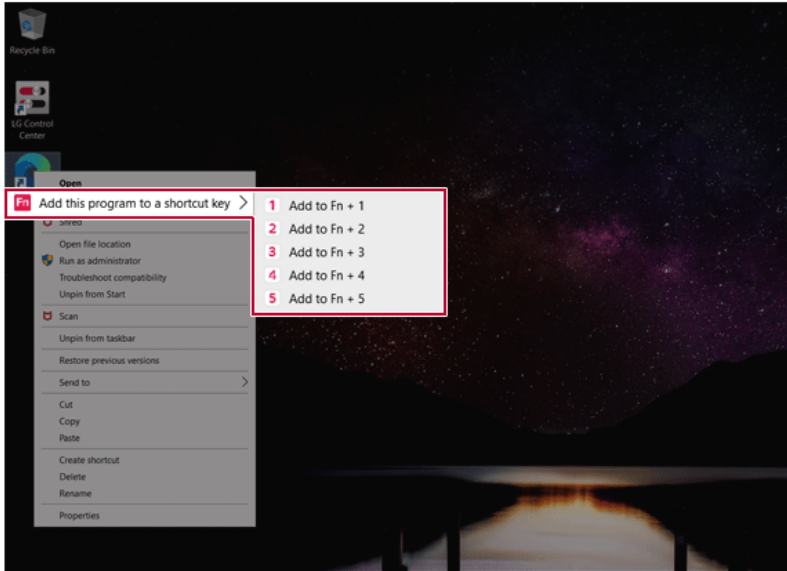 Recycle Bin
LG Control
Center
Open
Fn Add this program to a shortcut key
Shred
Open file location
Run as administrator
Troubleshoot compatibility
Unpin from Start
Scan
Unpin from taskbar
Restore previous versions
Send to
Cut
Copy
Paste
Create shortcut
Delete
Rename
Properties
1 Add to Fn + 1
2 Add to Fn + 2
3 Add to Fn + 3
4 Add to Fn + 4
5 Add to Fn + 5